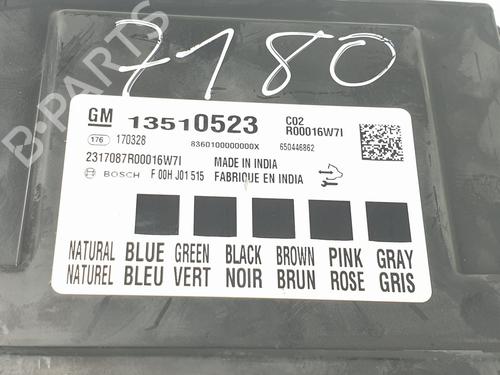 7180
GM 13510523 C02
R00016W7I
176 170328 8360100000000X 650446862
2317087R00016W7I MADE IN INDIA
BOSCH F 00H J01 515 FABRIQUE EN INDIA
NATURAL BLUE GREEN BLACK BROWN PINK GRAY
NATUREL BLEU VERT NOIR BRUN ROSE GRIS
B-PARTS